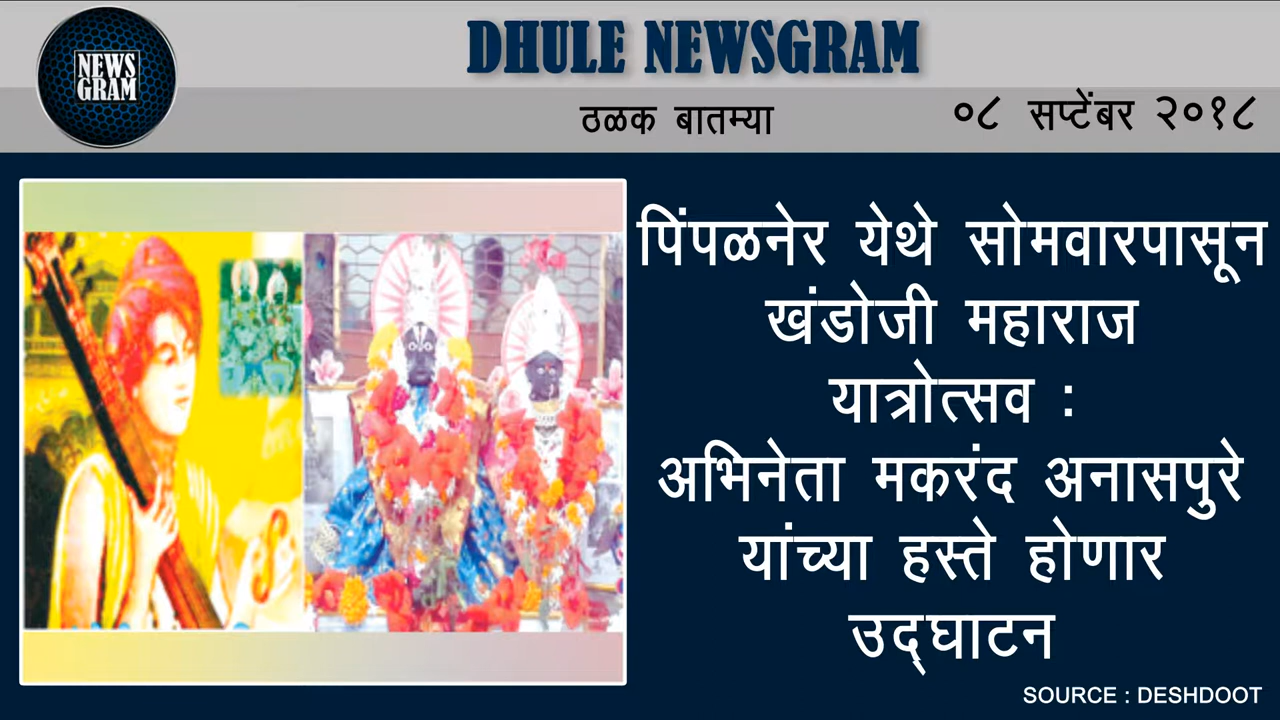 NEWS
GRAM
DHULE NEWSGRAM
ठळक बातम्या
०८ सप्टेंबर २०१८
पिंपळनेर येथे सोमवारपासून
खंडोजी महाराज
यात्रोत्सव :
अभिनेता मकरंद अनासपुरे
यांच्या हस्ते होणार
उद्‌घाटन
SOURCE : DESHDOOT